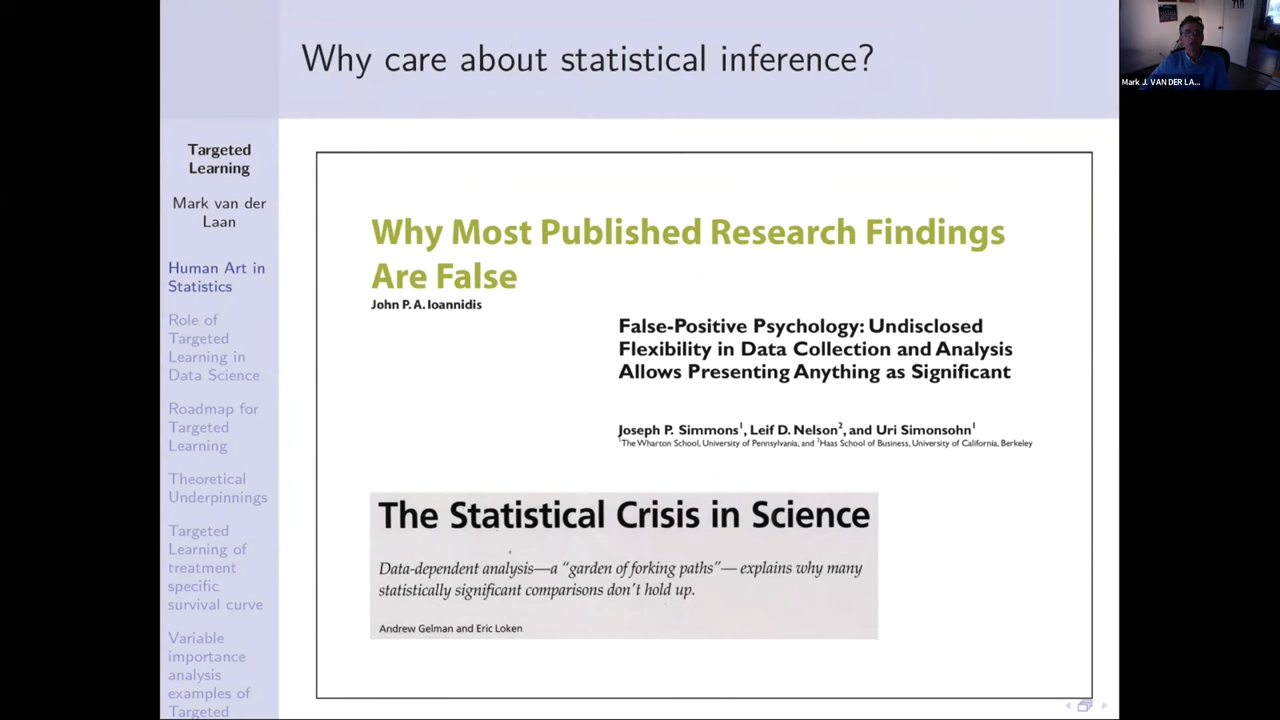 Why care about statistical inference?
Mark J. VAN DER LA...
Targeted
Learning
Mark van der
Laan
Human Art in
Statistics
Role of
Targeted
Learning in
Data Science
Roadmap for
Targeted
Learning
Theoretical
Underpinnings
Targeted
Learning of
treatment
specific
survival curve
Variable
importance
analysis
examples of
Targeted
Why Most Published Research Findings
Are False
John P. A. Ioannidis
False-Positive Psychology: Undisclosed
Flexibility in Data Collection and Analysis
Allows Presenting Anything as Significant
Joseph P. Simmons¹, Leif D. Nelson², and Uri Simonsohn¹
¹The Wharton School, University of Pennsylvania, and ²Haas School of Business, University of California, Berkeley
The Statistical Crisis in Science
Data-dependent analysis—a “garden of forking paths”— explains why many
statistically significant comparisons don’t hold up.
Andrew Gelman and Eric Loken